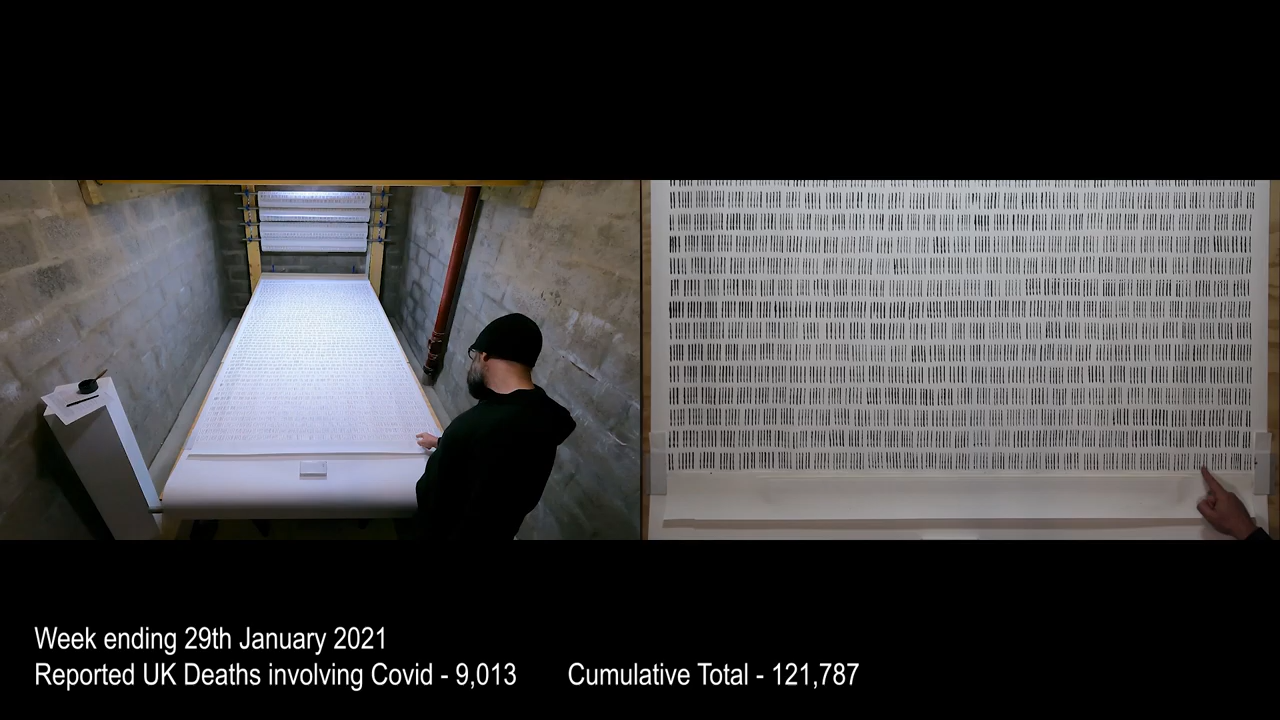 Week ending 29th January 2021
Reported UK Deaths involving Covid - 9,013 Cumulative Total - 121,787